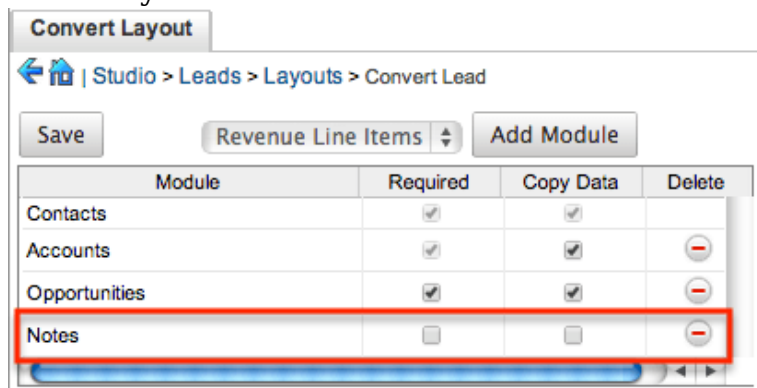 Convert Layout
| Studio > Leads > Layouts > Convert Lead
Save Revenue Line Items Add Module
Module Required Copy Data Delete
Contacts
Accounts
Opportunities
Notes